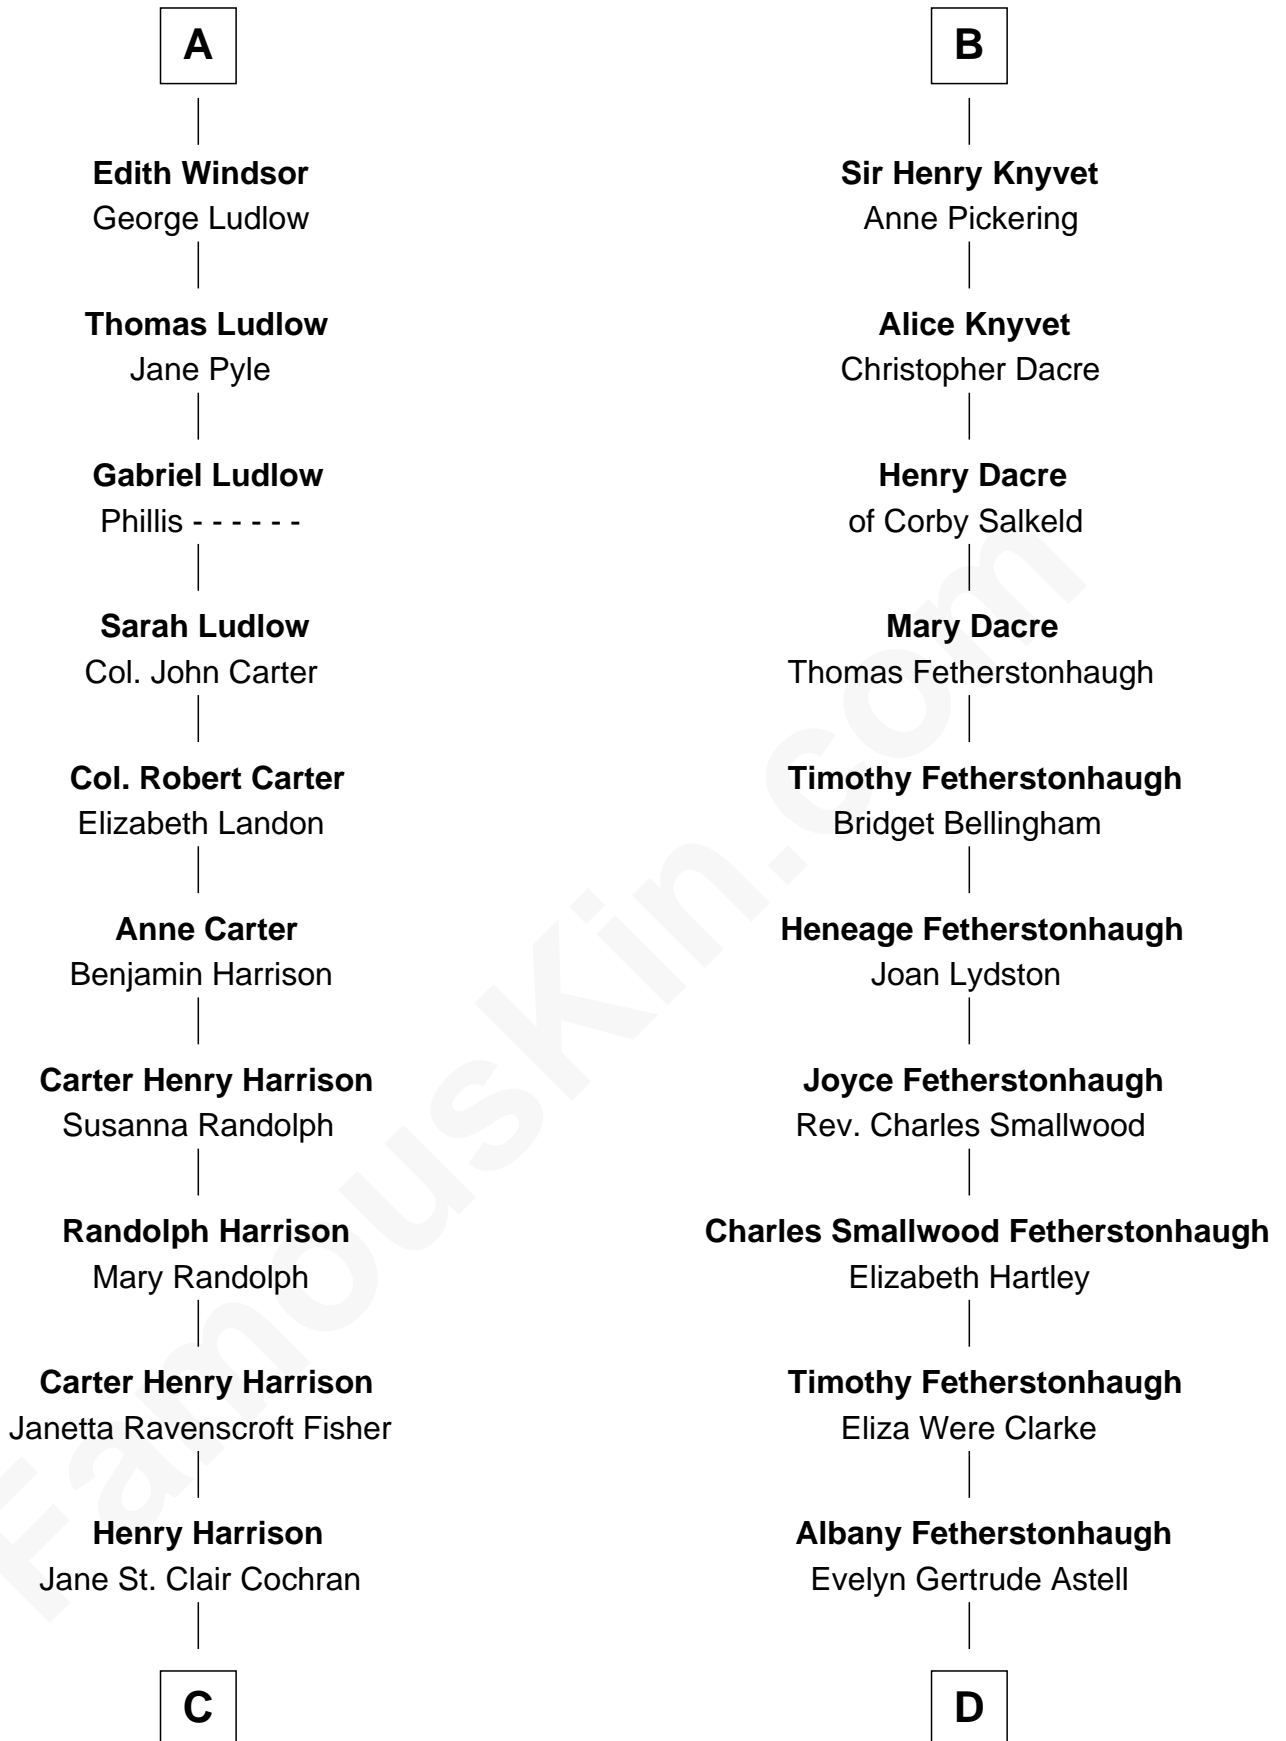 A
Edith Windsor
George Ludlow
Thomas Ludlow
Jane Pyle
Gabriel Ludlow
Phillis - - - - - -
Sarah Ludlow
Col. John Carter
Col. Robert Carter
Elizabeth Landon
Anne Carter
Benjamin Harrison
Carter Henry Harrison
Susanna Randolph
Randolph Harrison
Mary Randolph
Carter Henry Harrison
Janetta Ravenscroft Fisher
Henry Harrison
Jane St. Clair Cochran
C
B
Sir Henry Knyvet
Anne Pickering
Alice Knyvet
Christopher Dacre
Henry Dacre
of Corby Salkeld
Mary Dacre
Thomas Fetherstonhaugh
Timothy Fetherstonhaugh
Bridget Bellingham
Heneage Fetherstonhaugh
Joan Lydston
Joyce Fetherstonhaugh
Rev. Charles Smallwood
Charles Smallwood Fetherstonhaugh
Elizabeth Hartley
Timothy Fetherstonhaugh
Eliza Were Clarke
Albany Fetherstonhaugh
Evelyn Gertrude Astell
D
FamousKin.com